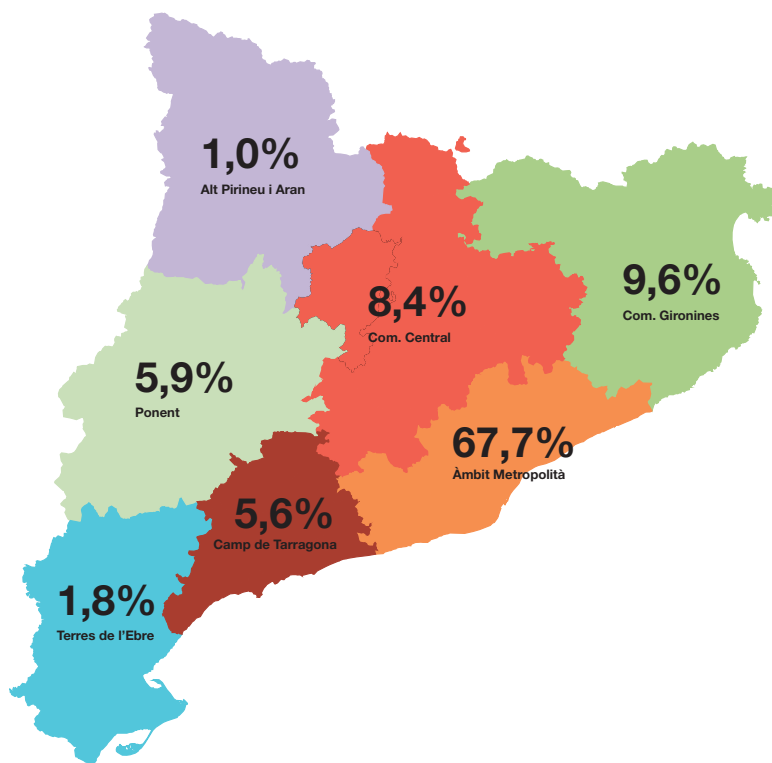 1,0%
Alt Pirineu i Aran
9,6%
Com. Gironines
8,4%
Com. Central
5,9%
Ponent
67,7%
Àmbit Metropolità
5,6%
Camp de Tarragona
1,8%
Terres de l'Ebre